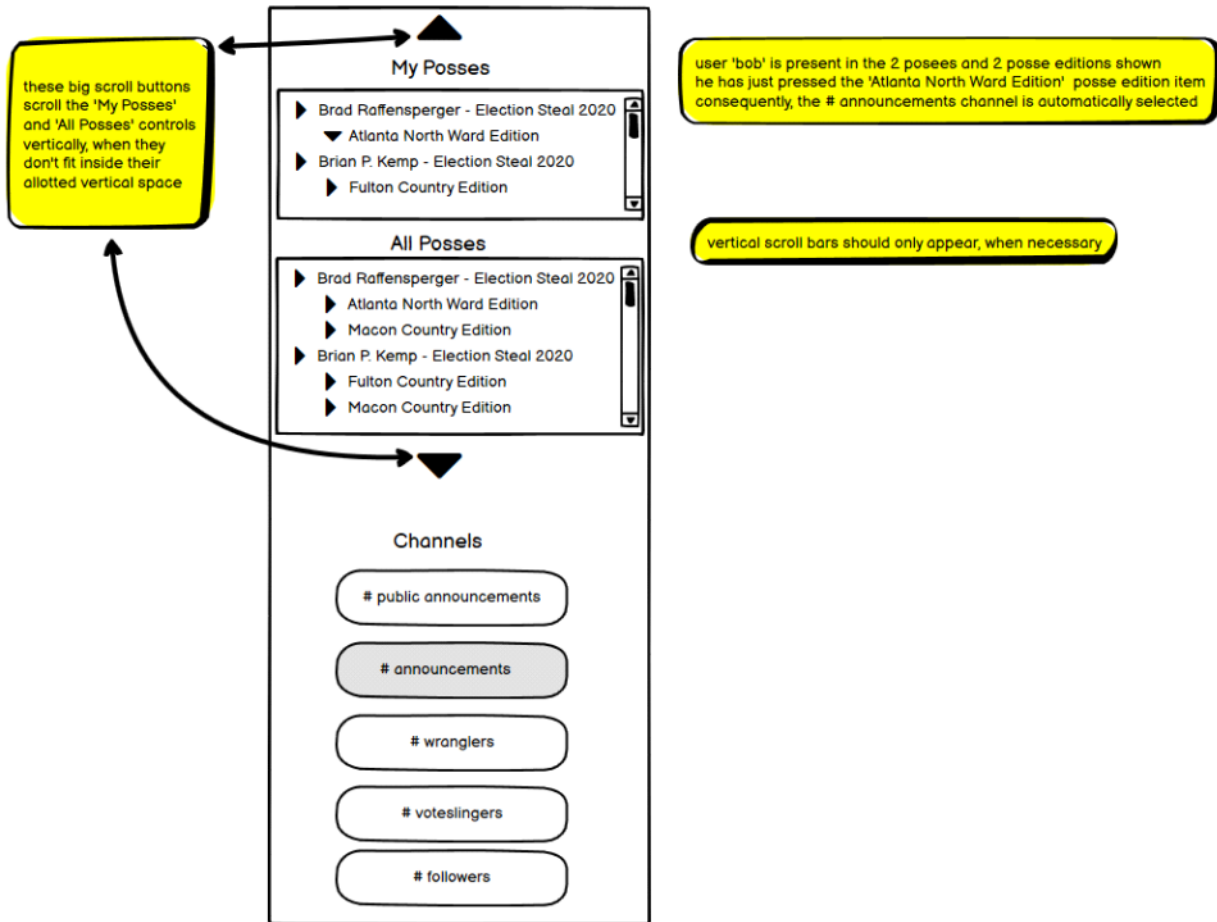 these big scroll buttons
scroll the 'My Posses'
and 'All Posses' controls
vertically, when they
don't fit inside their
allotted vertical space
My Posses
Brad Raffensperger - Election Steal 2020
Atlanta North Ward Edition
Brian P. Kemp - Election Steal 2020
Fulton Country Edition
user 'bob' is present in the 2 posees and 2 posse editions shown
he has just pressed the 'Atlanta North Ward Edition' posse edition item
consequently, the # announcements channel is automatically selected
vertical scroll bars should only appear, when necessary
All Posses
Brad Raffensperger - Election Steal 2020
Atlanta North Ward Edition
Macon Country Edition
Brian P. Kemp - Election Steal 2020
Fulton Country Edition
Macon Country Edition
Channels
# public announcements
# announcements
# wranglers
# voteslingers
# followers